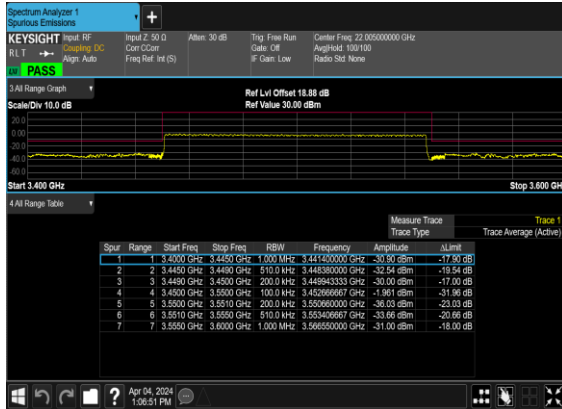 Spectrum Analyzer 1
Spurious Emissions
KEYSIGHT Input: RF Input Z: 50 Ω Atten: 30 dB Trig: Free Run Center Freq: 22.005000000 GHz
RLT Coupling: DC Corr CCorr Gate: Off Avg|Hold: 100/100
Align: Auto Freq Ref: Int (S) IF Gain: Low Radio Std: None
PASS
3 All Range Graph Ref Lvl Offset 18.88 dB
Scale/Div 10.0 dB Ref Value 30.00 dBm
20.0
0.00
-20.0
-40.0
-60.0
Start 3.400 GHz Stop 3.600 GH
4 All Range Table
Measure Trace Trace 1
Trace Type Trace Average (Active)
Spur Range Start Freq Stop Freq RBW Frequency Amplitude ΔLimit
1 1 3.4000 GHz 3.4450 GHz 1.000 MHz 3.441400000 GHz -30.90 dBm -17.90 dB
2 2 3.4450 GHz 3.4490 GHz 510.0 kHz 3.448380000 GHz -32.54 dBm -19.54 dB
3 3 3.4490 GHz 3.4500 GHz 200.0 kHz 3.449943333 GHz -30.00 dBm -17.00 dB
4 4 3.4500 GHz 3.5500 GHz 100.0 kHz 3.452666667 GHz -1.961 dBm -31.96 dB
5 5 3.5500 GHz 3.5510 GHz 200.0 kHz 3.550660000 GHz -36.03 dBm -23.03 dB
6 6 3.5510 GHz 3.5550 GHz 510.0 kHz 3.553406667 GHz -33.66 dBm -20.66 dB
7 7 3.5550 GHz 3.6000 GHz 1.000 MHz 3.566550000 GHz -31.00 dBm -18.00 dB
Apr 04, 2024
1:06:51 PM